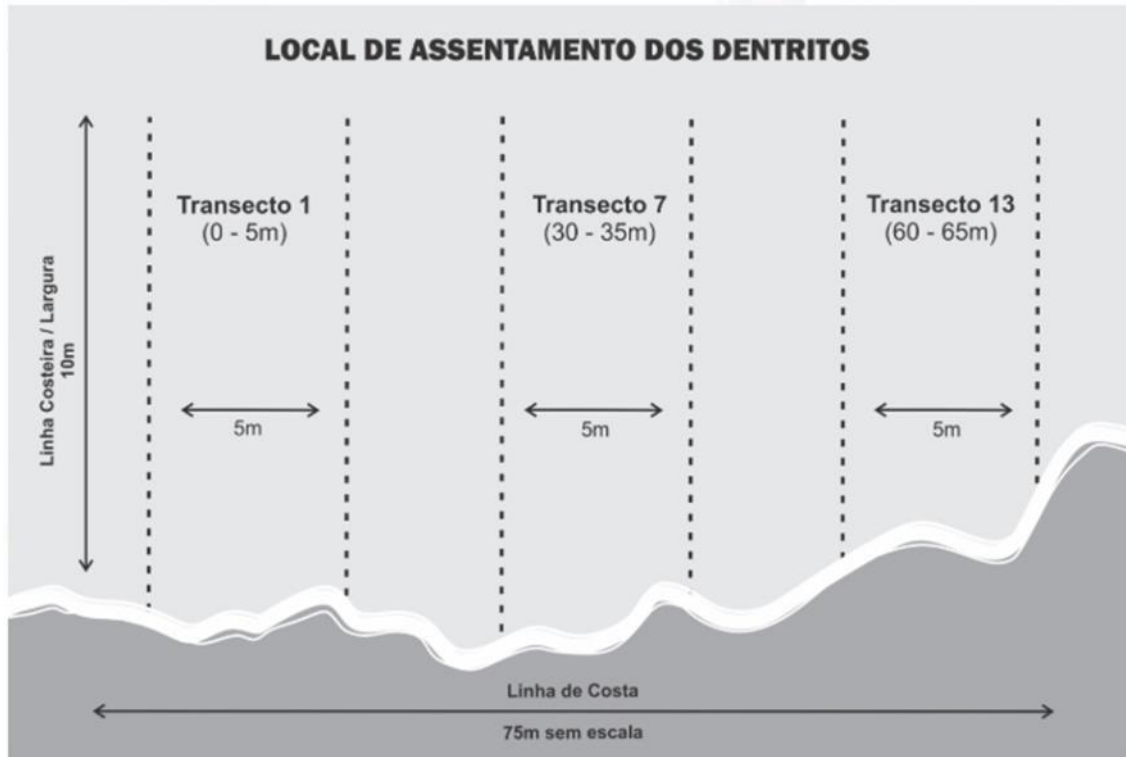 LOCAL DE ASSENTAMENTO DOS DENTRITOS
Linha Costeira / Largura
10m
Transecto 1
(0 - 5m)
5m
Transecto 7
(30 - 35m)
5m
Transecto 13
(60 - 65m)
5m
Linha de Costa
75m sem escala